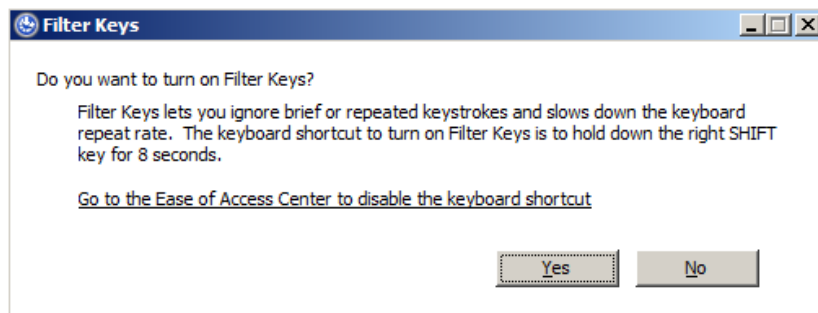 Filter Keys
Do you want to turn on Filter Keys?
Filter Keys lets you ignore brief or repeated keystrokes and slows down the keyboard
repeat rate.  The keyboard shortcut to turn on Filter Keys is to hold down the right SHIFT
key for 8 seconds.
Go to the Ease of Access Center to disable the keyboard shortcut
Yes No